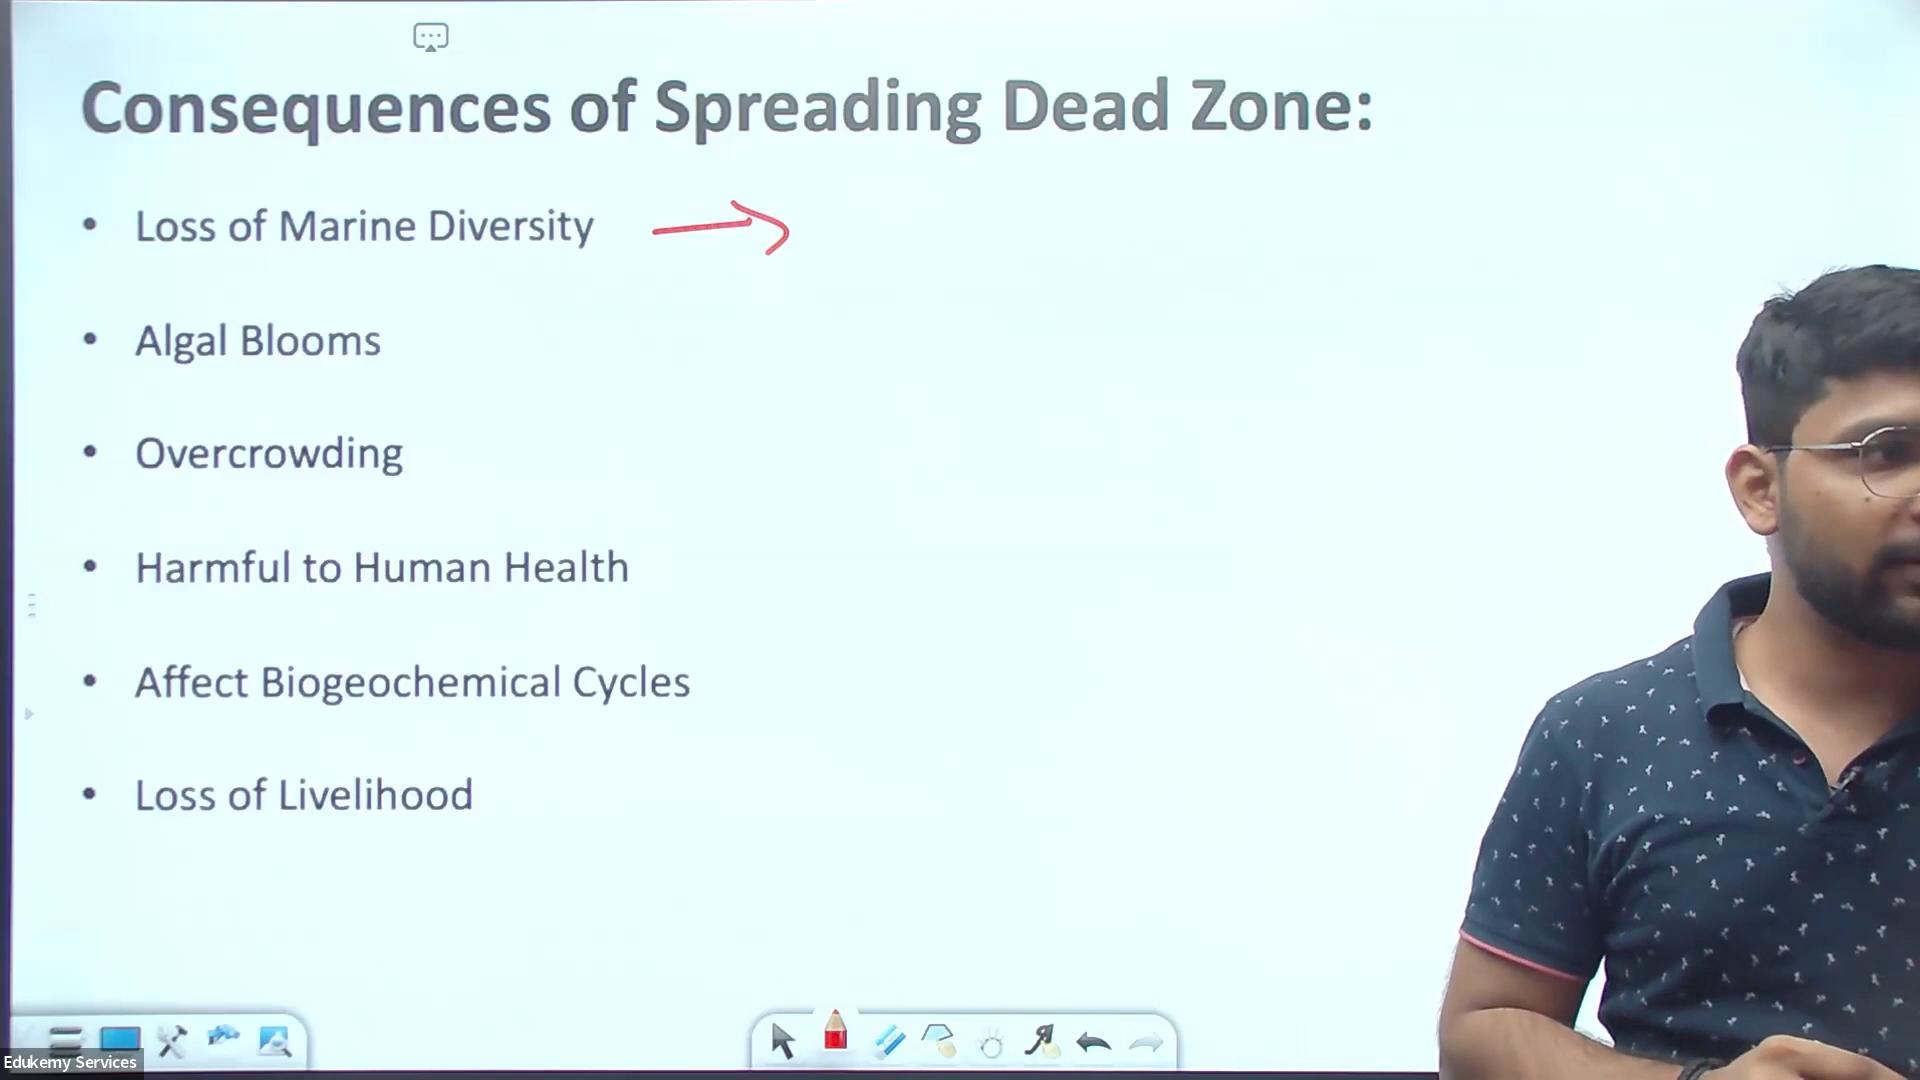 Consequences of Spreading Dead Zone:
• Loss of Marine Diversity
• Algal Blooms
• Overcrowding
• Harmful to Human Health
• Affect Biogeochemical Cycles
• Loss of Livelihood
Edukemy Services